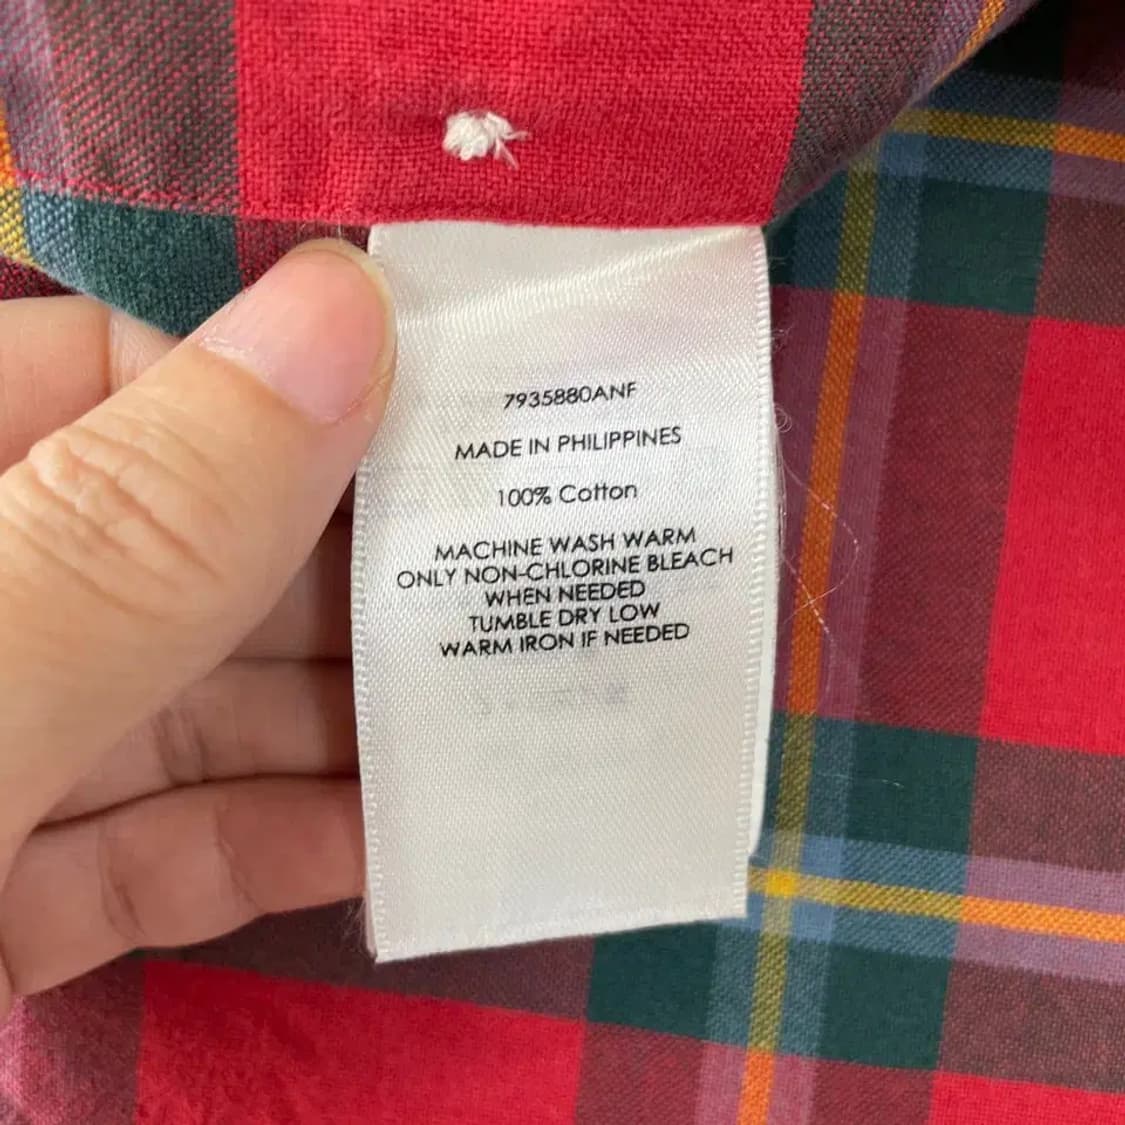 7935880ANF
MADE IN PHILIPPINES
100% Cotton
MACHINE WASH WARM
ONLY NON-CHLORINE BLEACH
WHEN NEEDED
TUMBLE DRY LOW
WARM IRON IF NEEDED